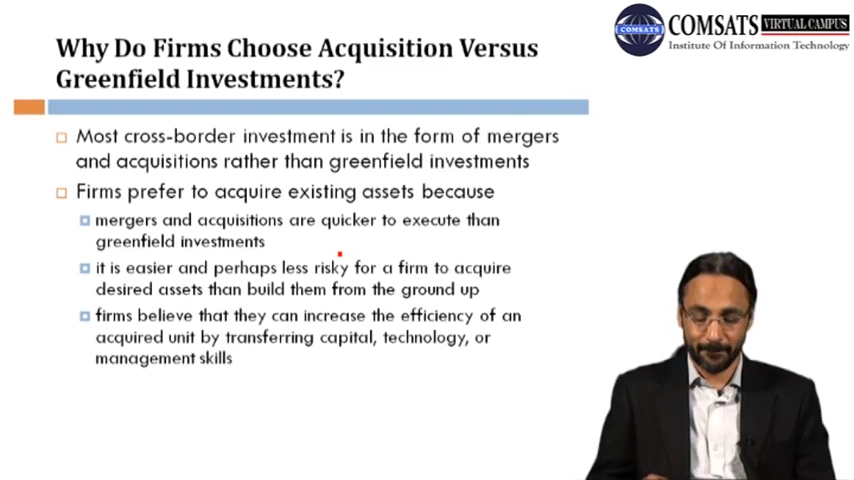 COMSATS VIRTUAL CAMPUS
COMSATS
Institute Of Information Technology
Why Do Firms Choose Acquisition Versus
Greenfield Investments?
Most cross-border investment is in the form of mergers
and acquisitions rather than greenfield investments
Firms prefer to acquire existing assets because
mergers and acquisitions are quicker to execute than
greenfield investments
it is easier and perhaps less risky for a firm to acquire
desired assets than build them from the ground up
firms believe that they can increase the efficiency of an
acquired unit by transferring capital, technology, or
management skills